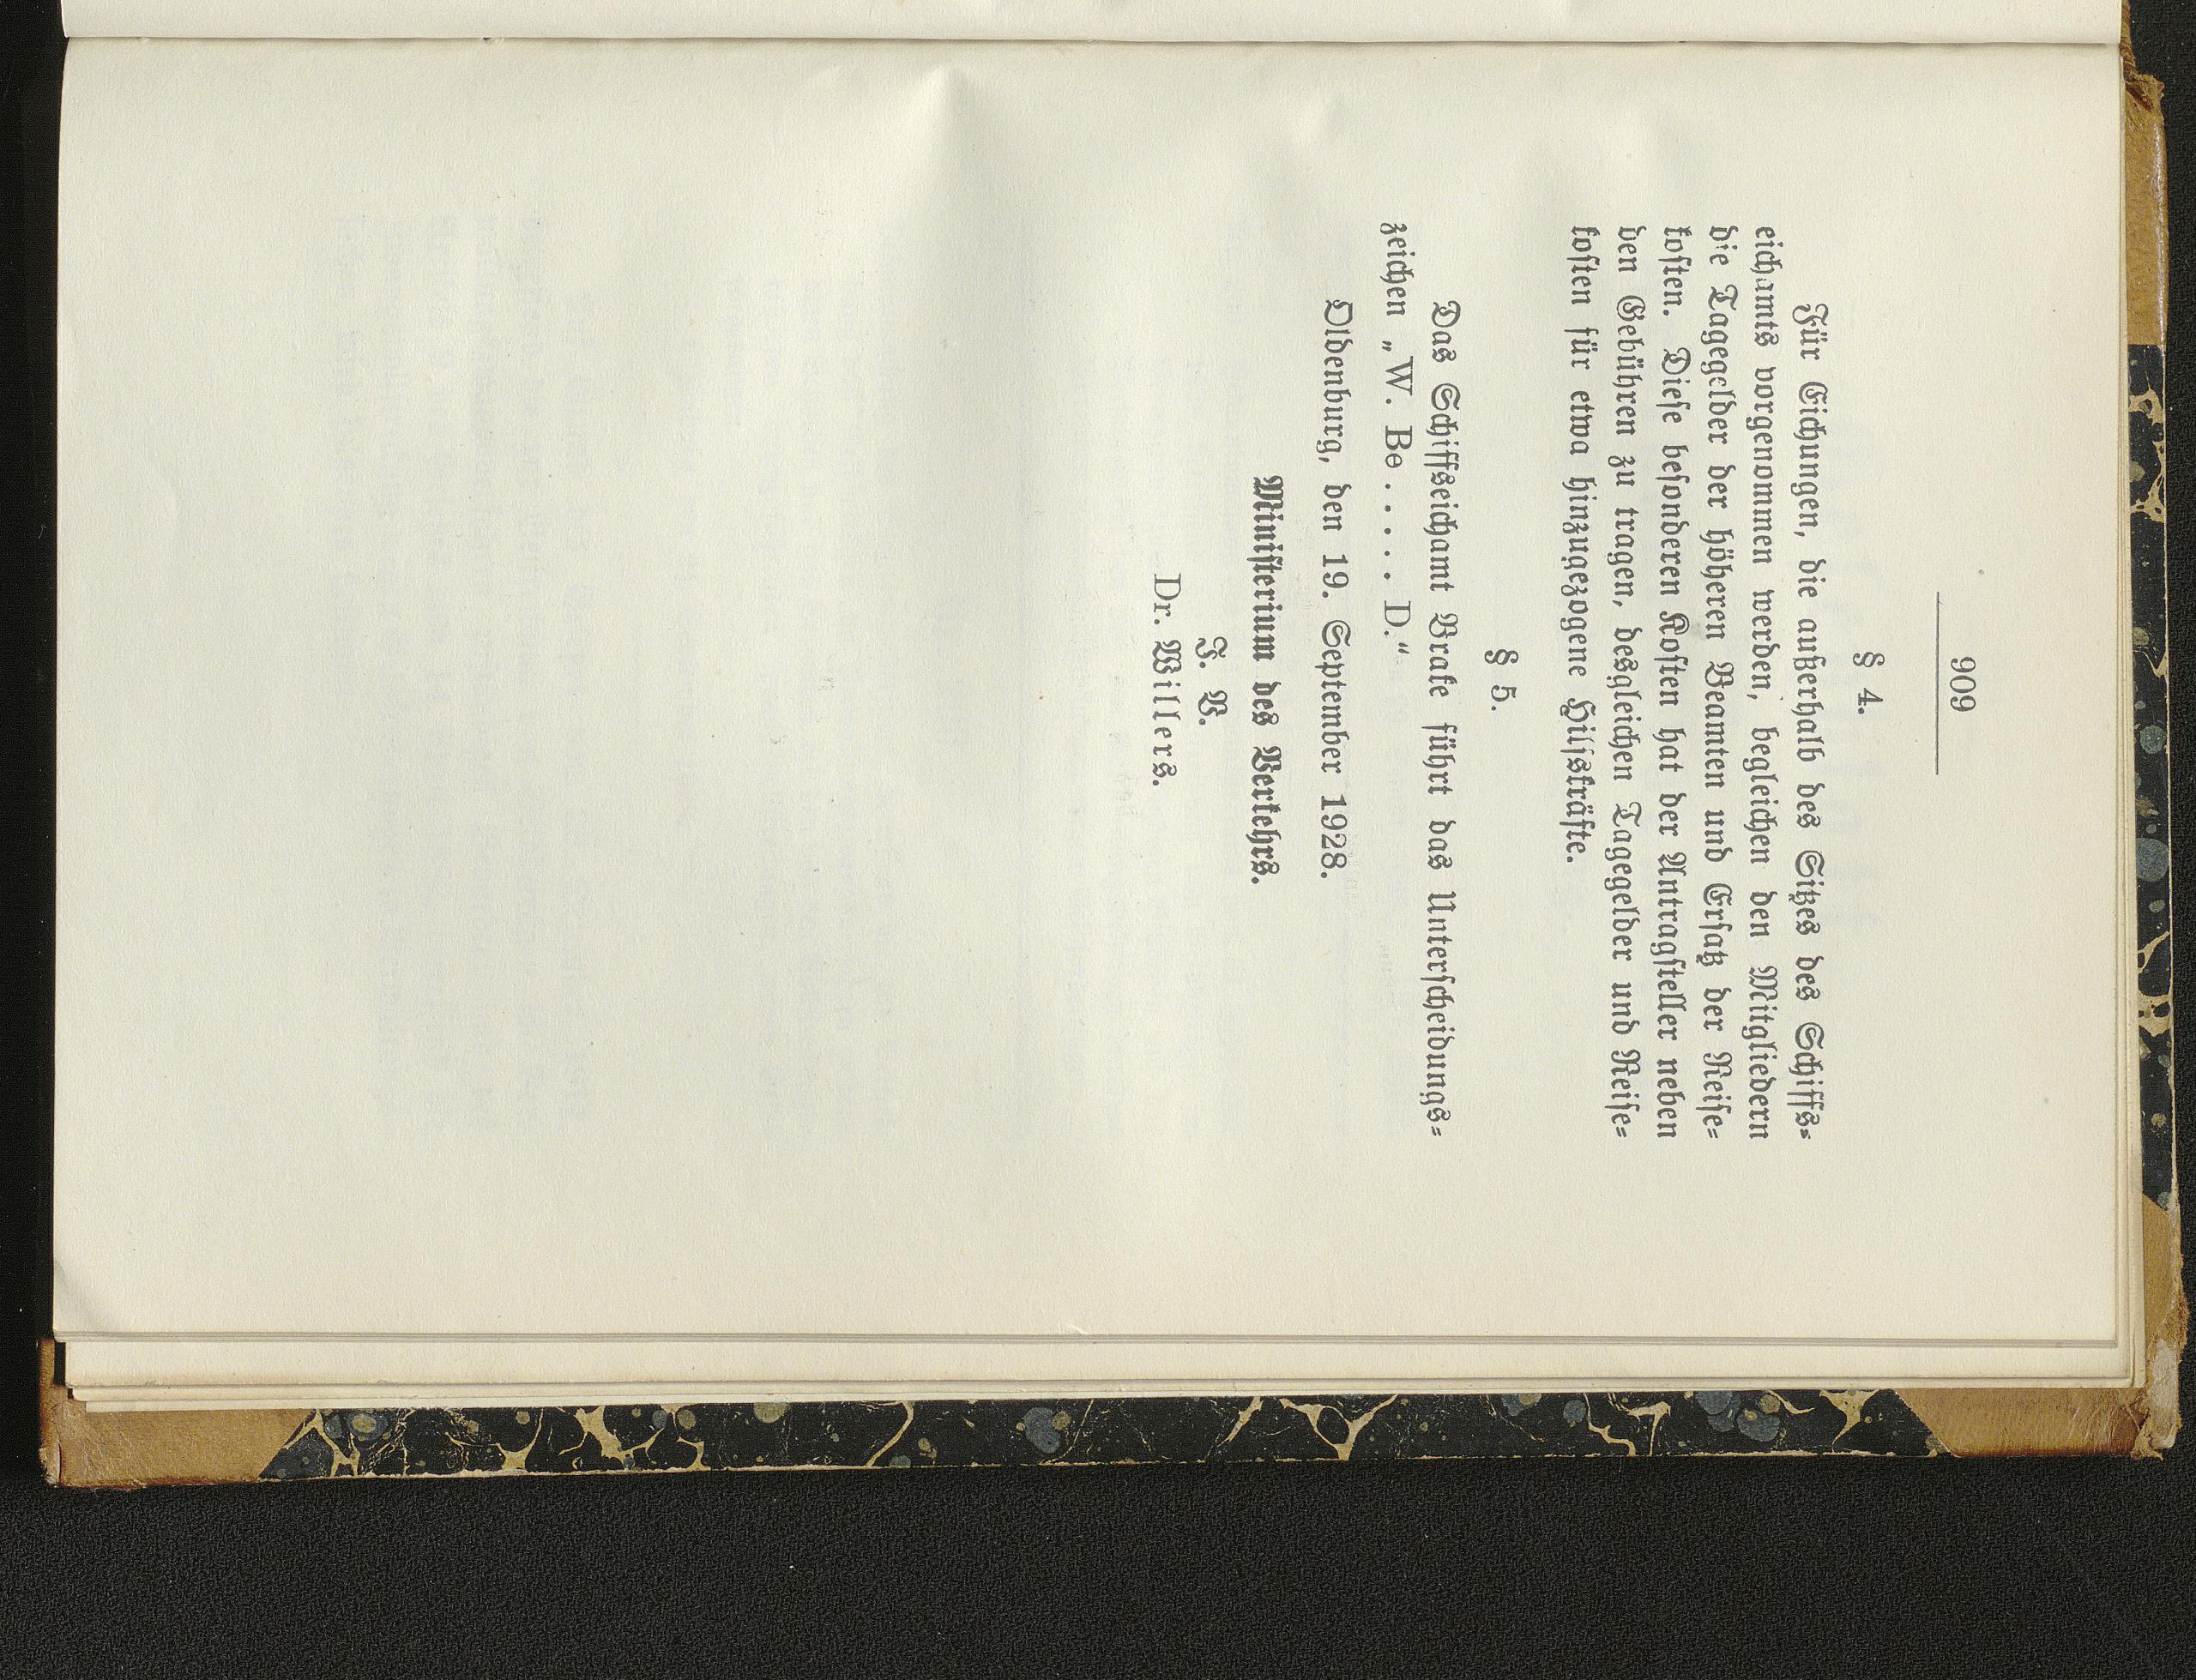 909
§ 4.
Für Eichungen, die außerhalb des Sitzes des Schiffs-
eichamts vorgenommen werden, begleichen den Mitgliedern
die Tagegelder der höheren Beamten und Ersatz der Reise-
kosten. Diese besonderen Kosten hat der Antragsteller neben
den Gebühren zu tragen, desgleichen Tagegelder und Reise-
kosten für etwa hinzugezogene Hilfskräfte.
§ 5.
Das Schiffseichamt Brake führt das Unterscheidungs-
zeichen „W. Be . . . . . D.“
Oldenburg, den 19. September 1928.
Ministerium des Verkehrs.
J. V.
Dr. Willers.